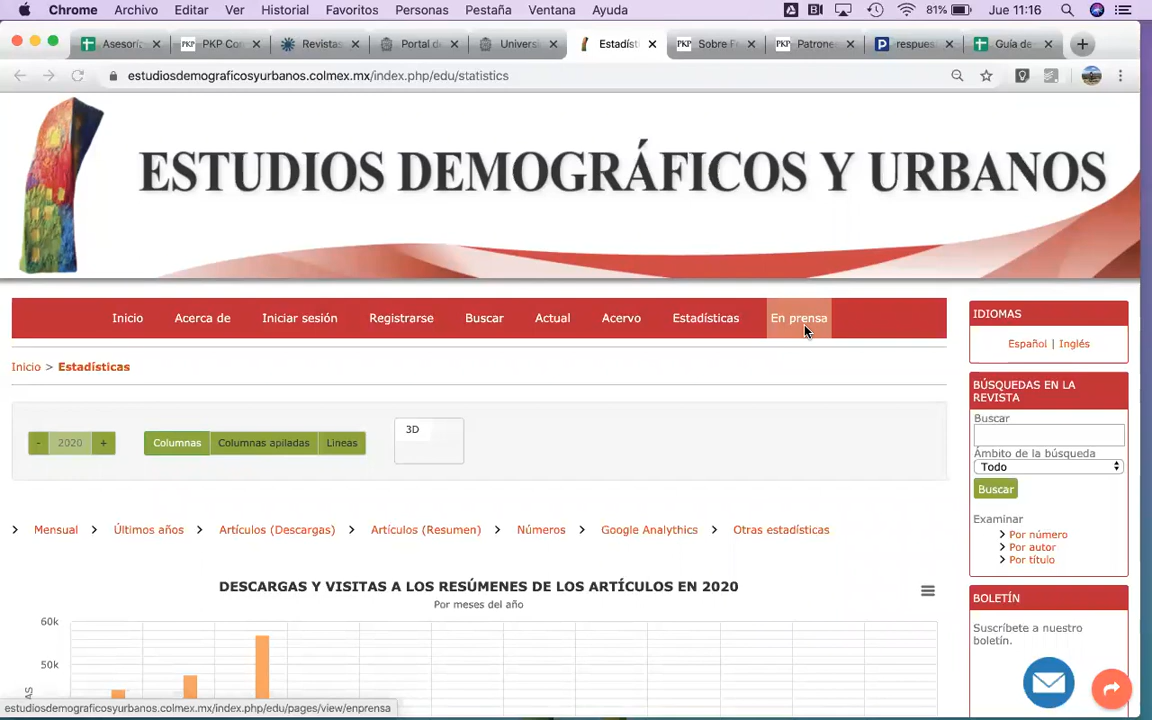 Chrome Archivo Editar Ver Historial Favoritos Personas Pestaña Ventana Ayuda 81% Jue 11:16
Asesorí PKP Cor Revistas Portal d Univers Estadíst PKP Sobre F PKP Patrone P respues Guía de
estudiosdemograficosyurbanos.colmex.mx/index.php/edu/statistics
ESTUDIOS DEMOGRÁFICOS Y URBANOS
Inicio Acerca de Iniciar sesión Registrarse Buscar Actual Acervo Estadísticas En prensa
Inicio > Estadísticas
- 2020 + Columnas Columnas apiladas Líneas 3D
Mensual Últimos años Artículos (Descargas) Artículos (Resumen) Números Google Analythics Otras estadísticas
DESCARGAS Y VISITAS A LOS RESÚMENES DE LOS ARTÍCULOS EN 2020
Por meses del año
60k
50k
IDIOMAS
Español | Inglés
BÚSQUEDAS EN LA
REVISTA
Buscar
Ámbito de la búsqueda
Todo
Buscar
Examinar
Por número
Por autor
Por título
BOLETÍN
Suscríbete a nuestro
boletín.
estudiosdemograficosyurbanos.colmex.mx/index.php/edu/pages/view/enprensa